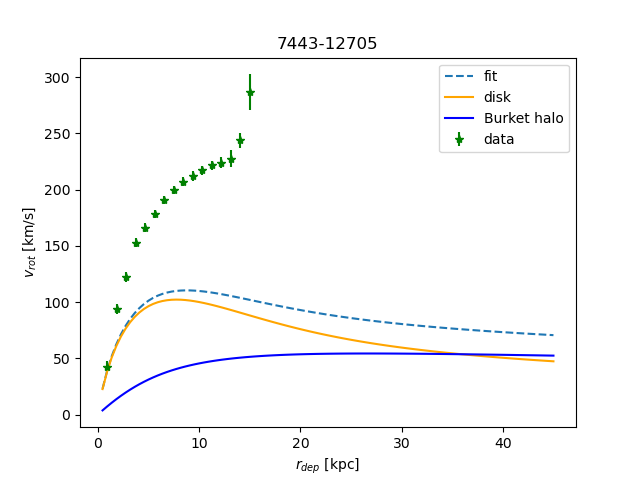 7443-12705
fit
disk
Burket halo
data
300
250
200
150
100
50
0
v_rot [km/s]
0 10 20 30 40
r_dep [kpc]